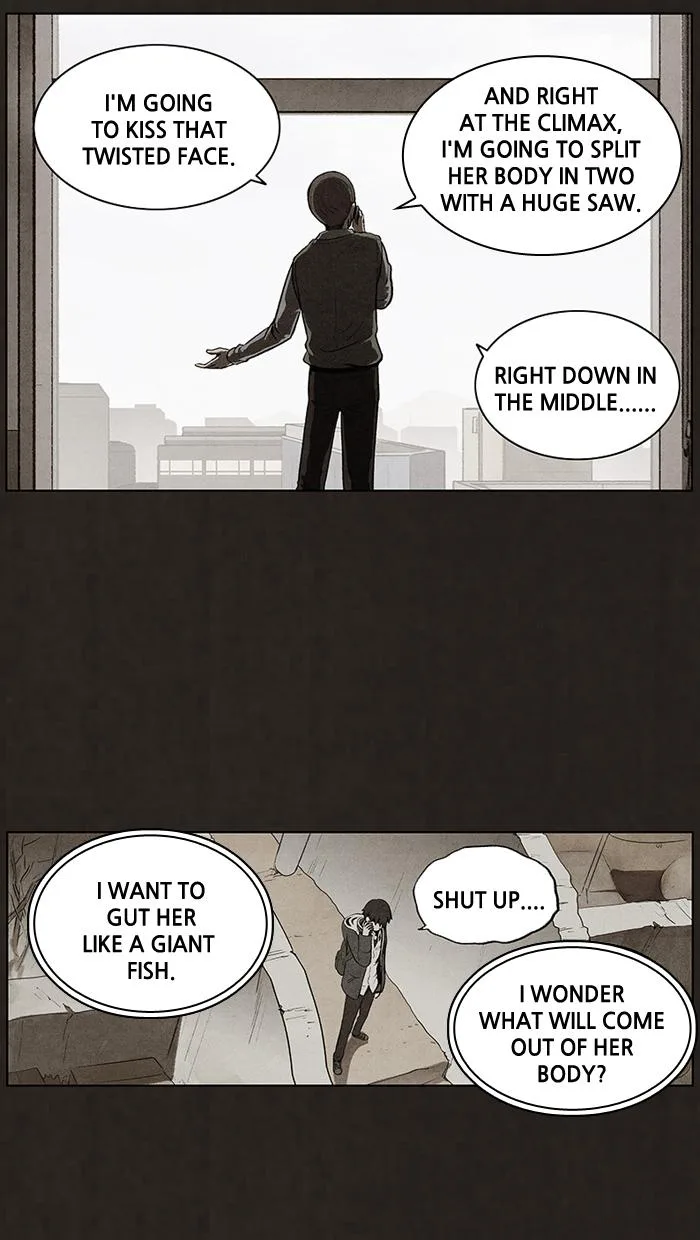 I'M GOING
TO KISS THAT
TWISTED FACE.
AND RIGHT
AT THE CLIMAX,
I'M GOING TO SPLIT
HER BODY IN TWO
WITH A HUGE SAW.
RIGHT DOWN IN
THE MIDDLE......
I WANT TO
GUT HER
LIKE A GIANT
FISH.
SHUT UP....
I WONDER
WHAT WILL COME
OUT OF HER
BODY?